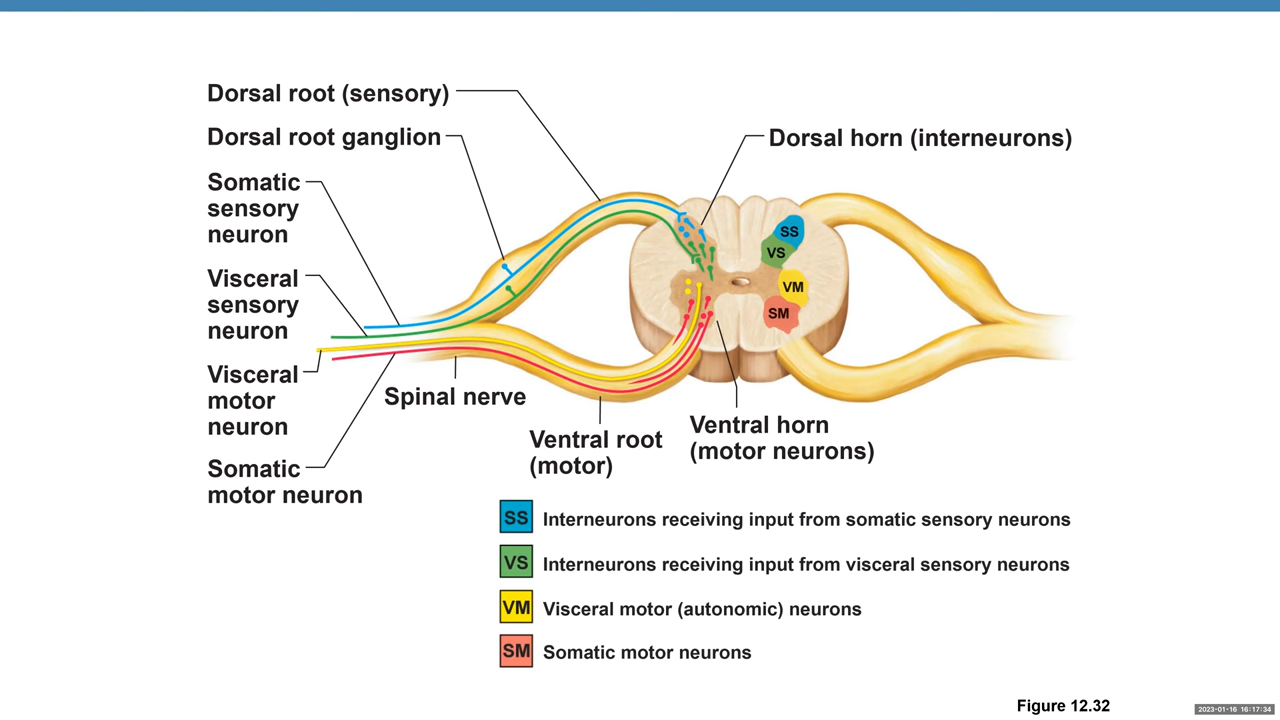 Dorsal root (sensory)
Dorsal root ganglion
Dorsal horn (interneurons)
Somatic
sensory
neuron
Visceral
sensory
neuron
Visceral
motor
neuron
Somatic
motor neuron
Spinal nerve
Ventral root
(motor)
Ventral horn
(motor neurons)
SS
VS
VM
SM
SS Interneurons receiving input from somatic sensory neurons
VS Interneurons receiving input from visceral sensory neurons
VM Visceral motor (autonomic) neurons
SM Somatic motor neurons
Figure 12.32
2023-01-16 16:17:34